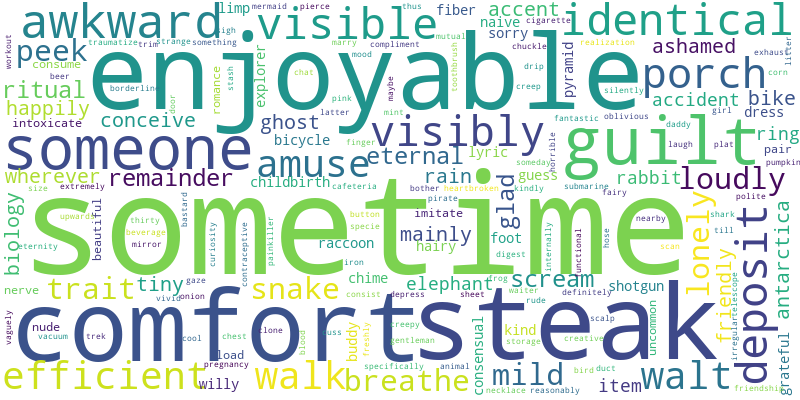 awkward
limp
mermaid
pierce
thus
fiber
accent
identical
visible
naive
cigarette
workout
peek
traumatize
trim
strange
something
sigh
marry
compliment
mutual
sorry
chuckle
realization
ashamed
litter
consume
beer
borderline
stash
romance
explorer
enjoyable
mood
chat
toothbrush
drip
creep
pyramid
porch
exhaust
corn
ritual
happily
door
pink
latter
maybe
mint
silently
accident
bike
girl
dress
intoxicate
conceive
ghost
bicycle
finger
visibly
fantastic
oblivious
daddy
ring
someone
amuse
eternal
lyric
horrible
guilt
laugh
plat
pair
pumpkin
wherever
remainder
childbirth
cafeteria
rain
someday
guess
rabbit
loudly
size
extremely
bother
heartbroken
kindly
submarine
fairy
polite
biology
upwards
beautiful
thirty
beverage
mirror
bastard
curiosity
contraceptive
painkiller
sometime
button
specie
raccoon
pirate
imitate
mainly
hairy
glad
foot
digest
internally
functional
hose
nearby
scan
lonely
shark
till
antarctica
eternity
nerve
trait
tiny
gaze
vivid
onion
snake
iron
chime
consist
depress
elephant
sheet
frog
waiter
rude
scream
definitely
shotgun
friendly
irregular
telescope
deposit
vaguely
nude
vacuum
trek
comfort
cool
chest
clone
puss
creepy
buddy
freshly
gentleman
steak
scalp
uncommon
grateful
load
blood
consensual
kind
storage
creative
efficient
willy
pregnancy
walk
specifically
animal
breathe
necklace
reasonably
mild
bird
duct
item
walt
friendship